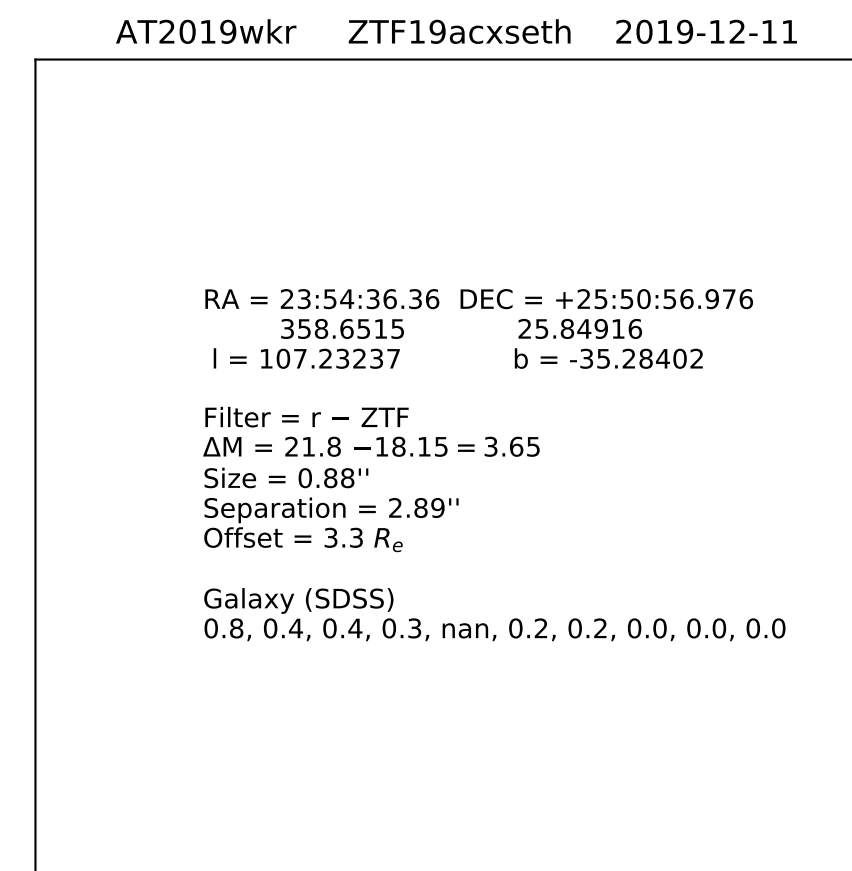 AT2019wkr ZTF19acxseth 2019-12-11
RA = 23:54:36.36 DEC = +25:50:56.976
358.6515 25.84916
l = 107.23237 b = -35.28402
Filter = r − ZTF
ΔM = 21.8 −18.15 = 3.65
Size = 0.88''
Separation = 2.89''
Offset = 3.3 Rₑ
Galaxy (SDSS)
0.8, 0.4, 0.4, 0.3, nan, 0.2, 0.2, 0.0, 0.0, 0.0